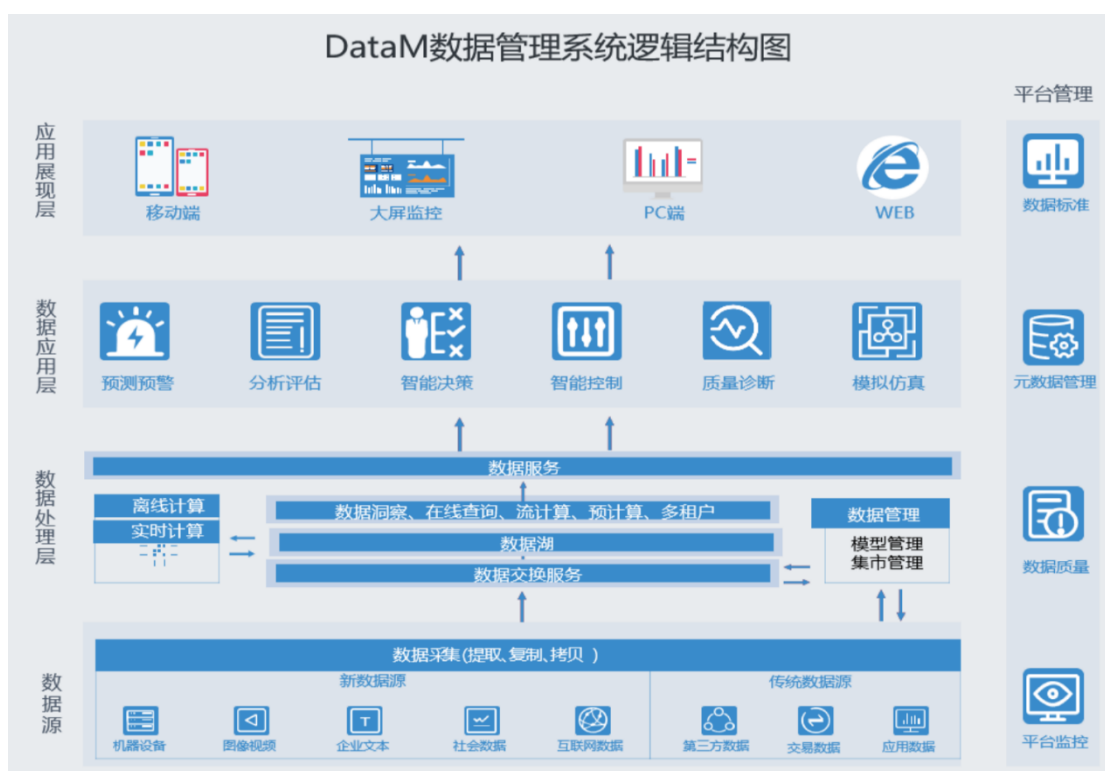 DataM数据管理系统逻辑结构图
平台管理
应用展现层
移动端
大屏监控
PC端
WEB
数据标准
数据应用层
预测预警
分析评估
智能决策
智能控制
质量诊断
模拟仿真
元数据管理
数据处理层
数据服务
离线计算
实时计算
数据洞察、在线查询、流计算、预计算、多租户
数据湖
数据交换服务
数据管理
模型管理
集市管理
数据质量
数据源
数据采集(提取、复制、拷贝 )
新数据源
传统数据源
机器设备
图像视频
企业文本
社会数据
互联网数据
第三方数据
交易数据
应用数据
平台监控